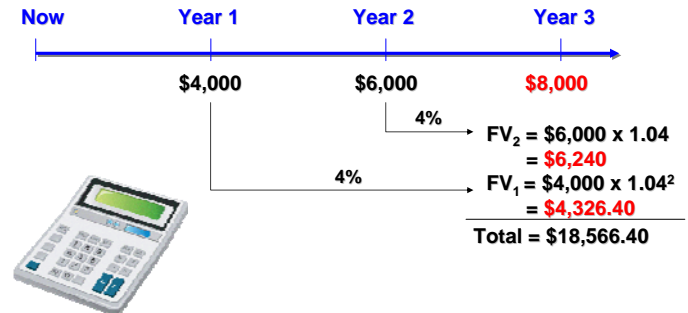 Now Year 1 Year 2 Year 3
$4,000 $6,000 $8,000
4% FV2 = $6,000 x 1.04
= $6,240
4% FV1 = $4,000 x 1.04²
= $4,326.40
Total = $18,566.40